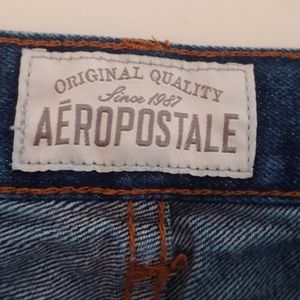 ORIGINAL QUALITY
Since 1987
AÉROPOSTALE